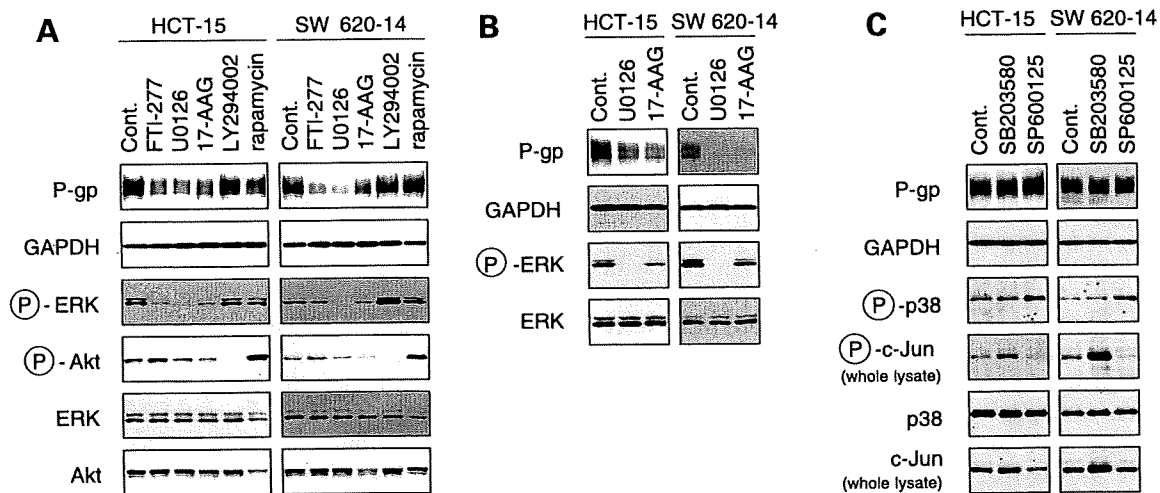 A
HCT-15
SW 620-14
Cont.
FTI-277
U0126
17-AAG
LY294002
rapamycin
Cont.
FTI-277
U0126
17-AAG
LY294002
rapamycin
P-gp
GAPDH
P-ERK
P-Akt
ERK
Akt
B
HCT-15
SW 620-14
Cont.
U0126
17-AAG
Cont.
U0126
17-AAG
P-gp
GAPDH
P-ERK
ERK
C
HCT-15
SW 620-14
Cont.
SB203580
SP600125
Cont.
SB203580
SP600125
P-gp
GAPDH
P-p38
P-c-Jun
(whole lysate)
p38
c-Jun
(whole lysate)